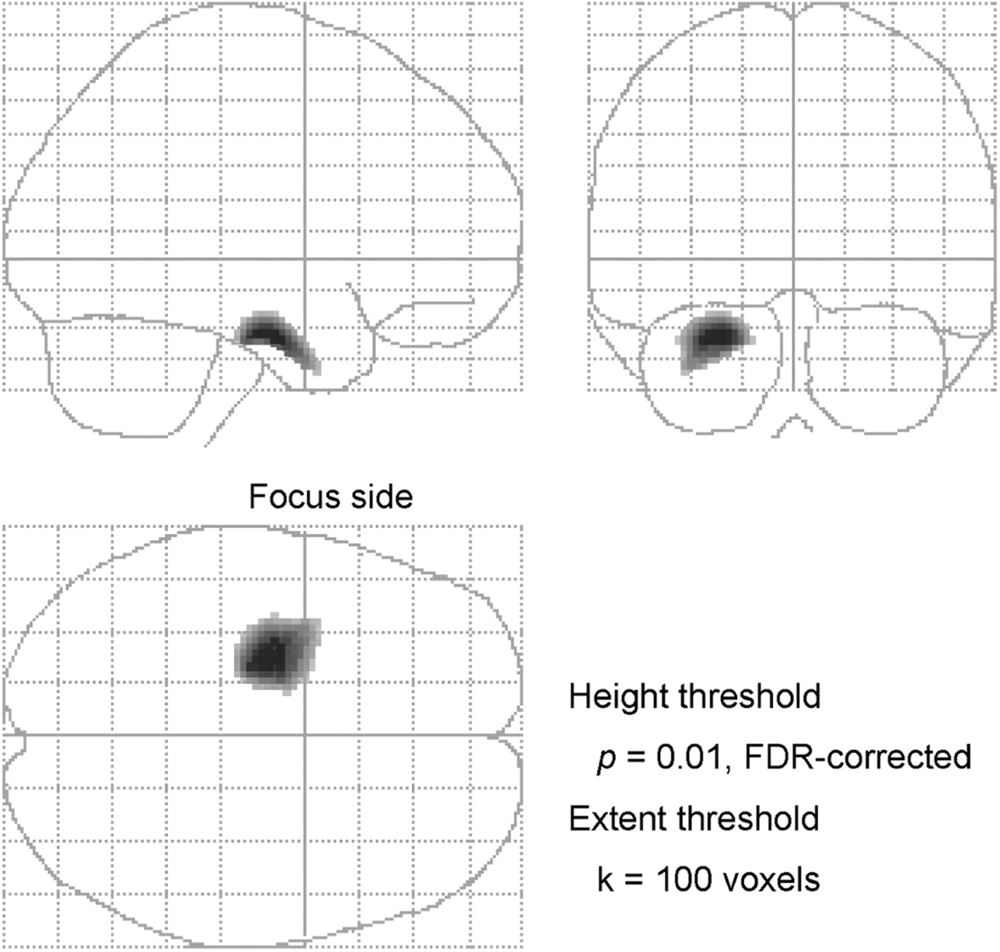 Focus side
Height threshold
p = 0.01, FDR-corrected
Extent threshold
k = 100 voxels